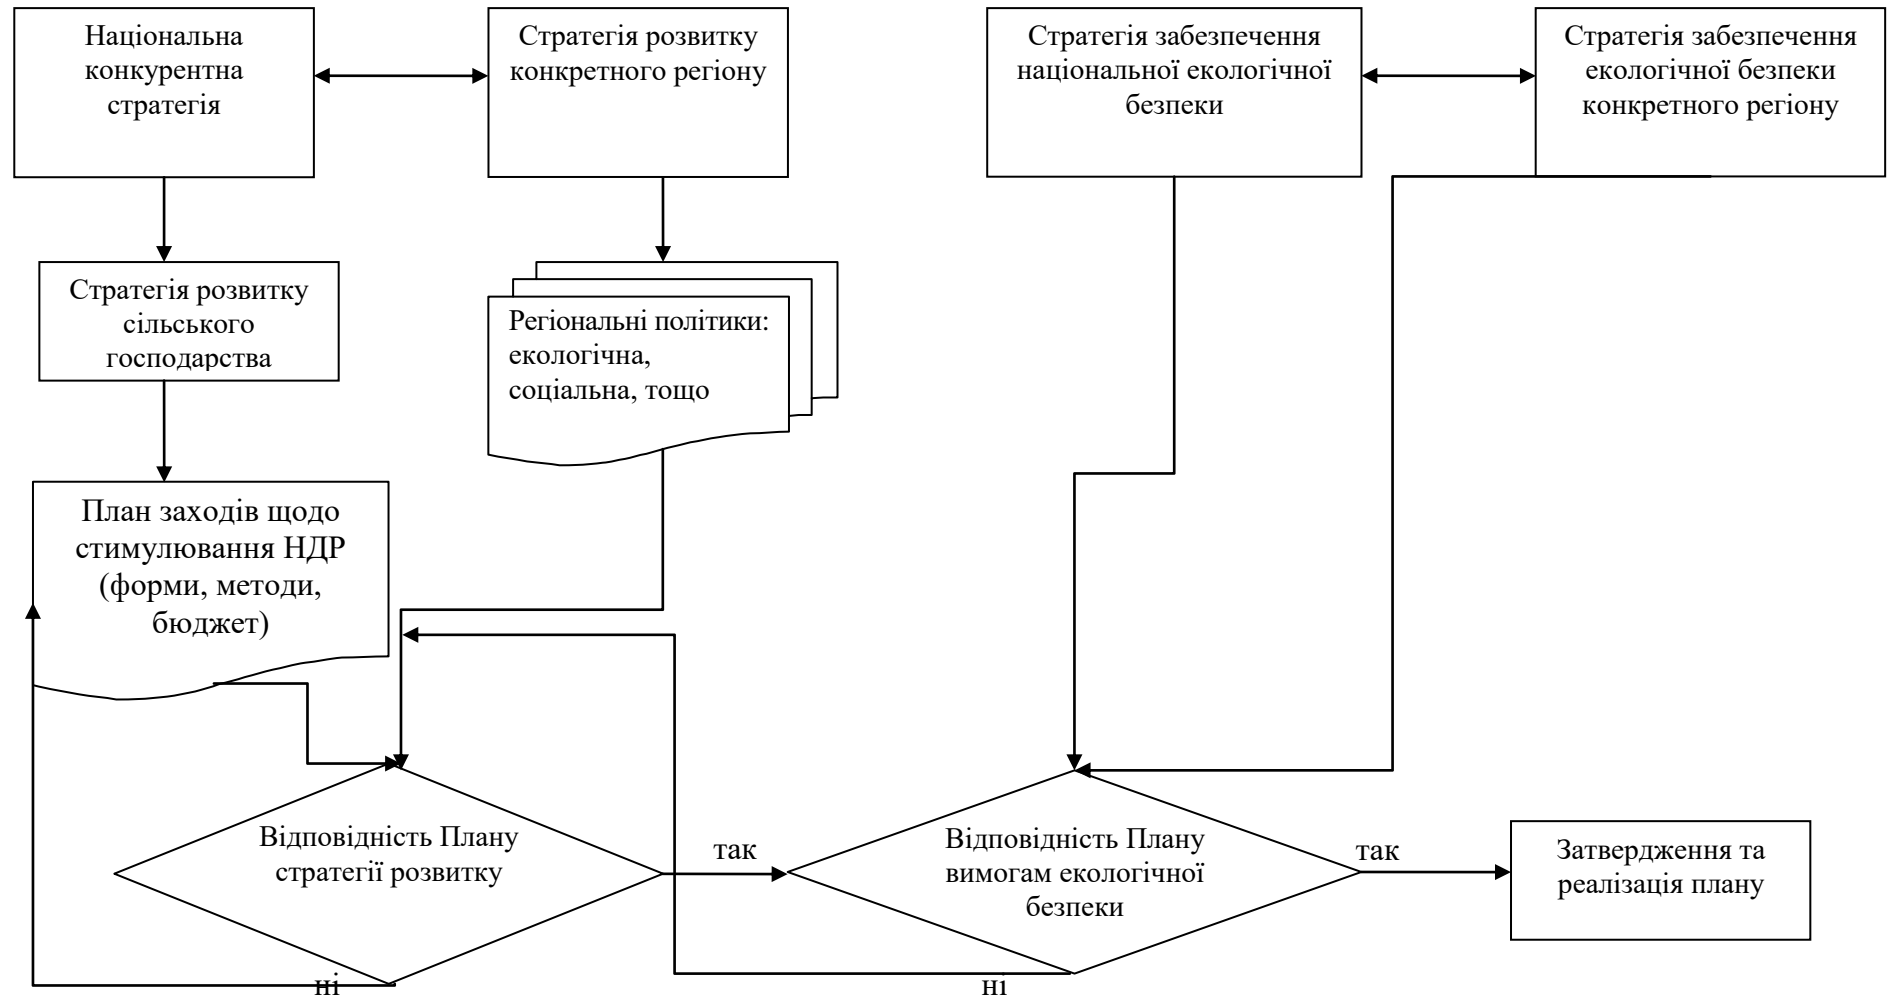 Національна
конкурентна
стратегія
Стратегія розвитку
конкретного регіону
Стратегія забезпечення
національної екологічної
безпеки
Стратегія забезпечення
екологічної безпеки
конкретного регіону
Стратегія розвитку
сільського
господарства
Регіональні політики:
екологічна,
соціальна, тощо
План заходів щодо
стимулювання НДР
(форми, методи,
бюджет)
Відповідність Плану
стратегії розвитку
так
Відповідність Плану
вимогам екологічної
безпеки
так
Затвердження та
реалізація плану
ні
ні